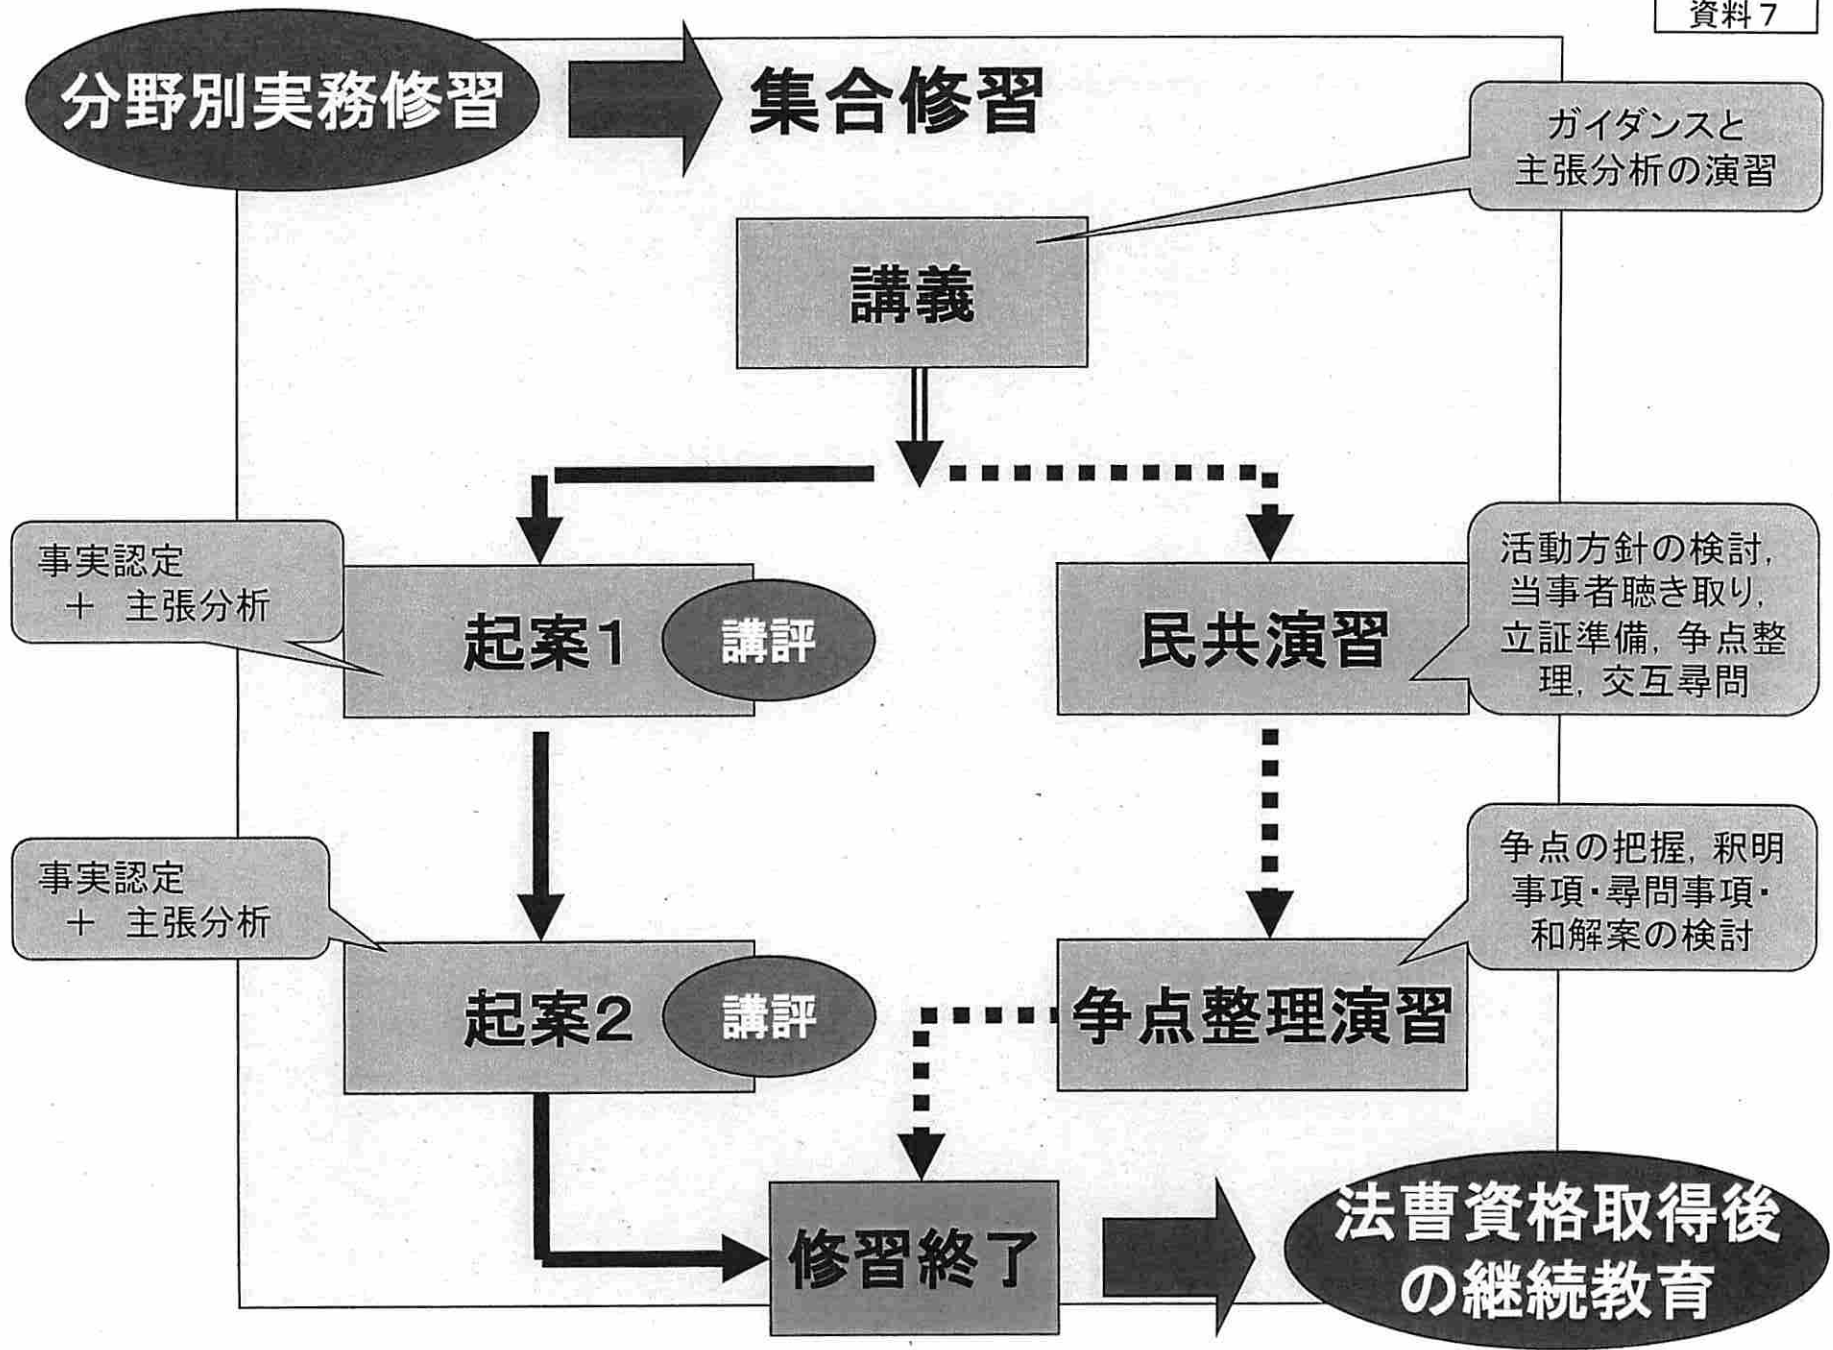 資料7
分野別実務修習
集合修習
ガイダンスと
主張分析の演習
講義
事実認定
+ 主張分析
起案1
講評
民共演習
活動方針の検討,
当事者聴き取り,
立証準備, 争点整
理, 交互尋問
事実認定
+ 主張分析
起案2
講評
争点整理演習
争点の把握, 釈明
事項・尋問事項・
和解案の検討
修習終了
法曹資格取得後
の継続教育